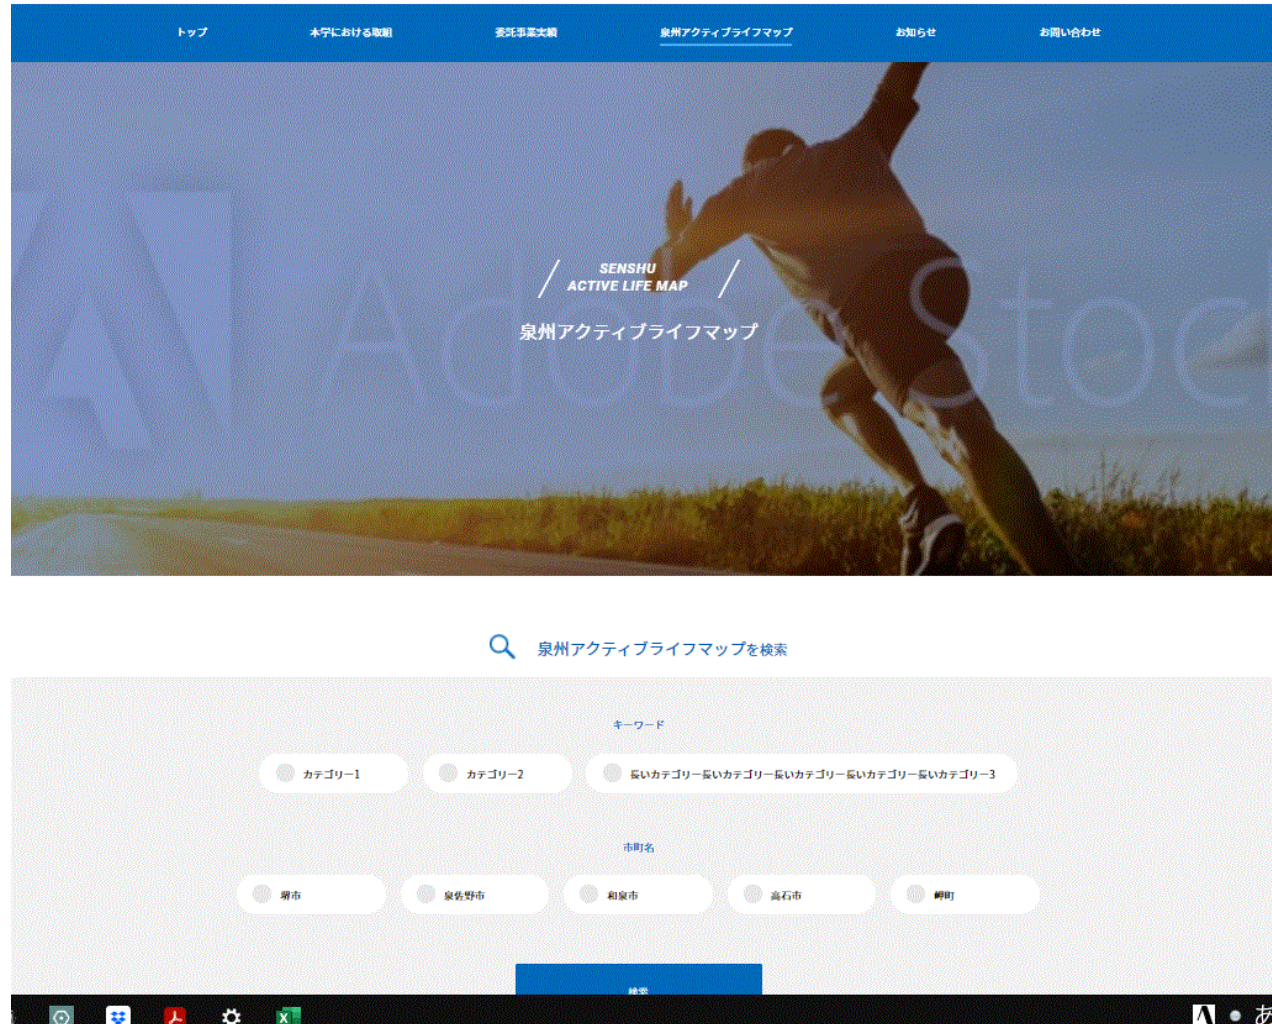 トップ 本学における取組 委託事業実績 泉州アクティブライフマップ お知らせ お問い合わせ
SENSHU
ACTIVE LIFE MAP
泉州アクティブライフマップ
Adobe Stoc
泉州アクティブライフマップを検索
キーワード
カテゴリー1 カテゴリー2 長いカテゴリー長いカテゴリー長いカテゴリー長いカテゴリー長いカテゴリー3
市町名
堺市 泉佐野市 和泉市 高石市 岬町
検索
A あ